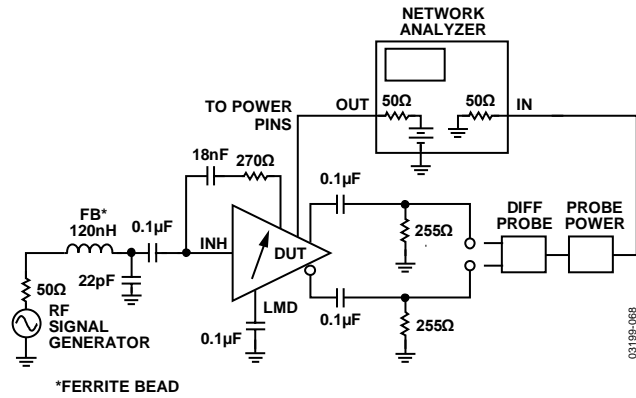 NETWORK
ANALYZER
OUT
50Ω
50Ω
IN
TO POWER
PINS
18nF
270Ω
0.1µF
FB*
120nH
0.1µF
INH
DUT
255Ω
DIFF
PROBE
PROBE
POWER
22pF
50Ω
LMD
0.1µF
RF
SIGNAL
GENERATOR
0.1µF
255Ω
*FERRITE BEAD
03199-068